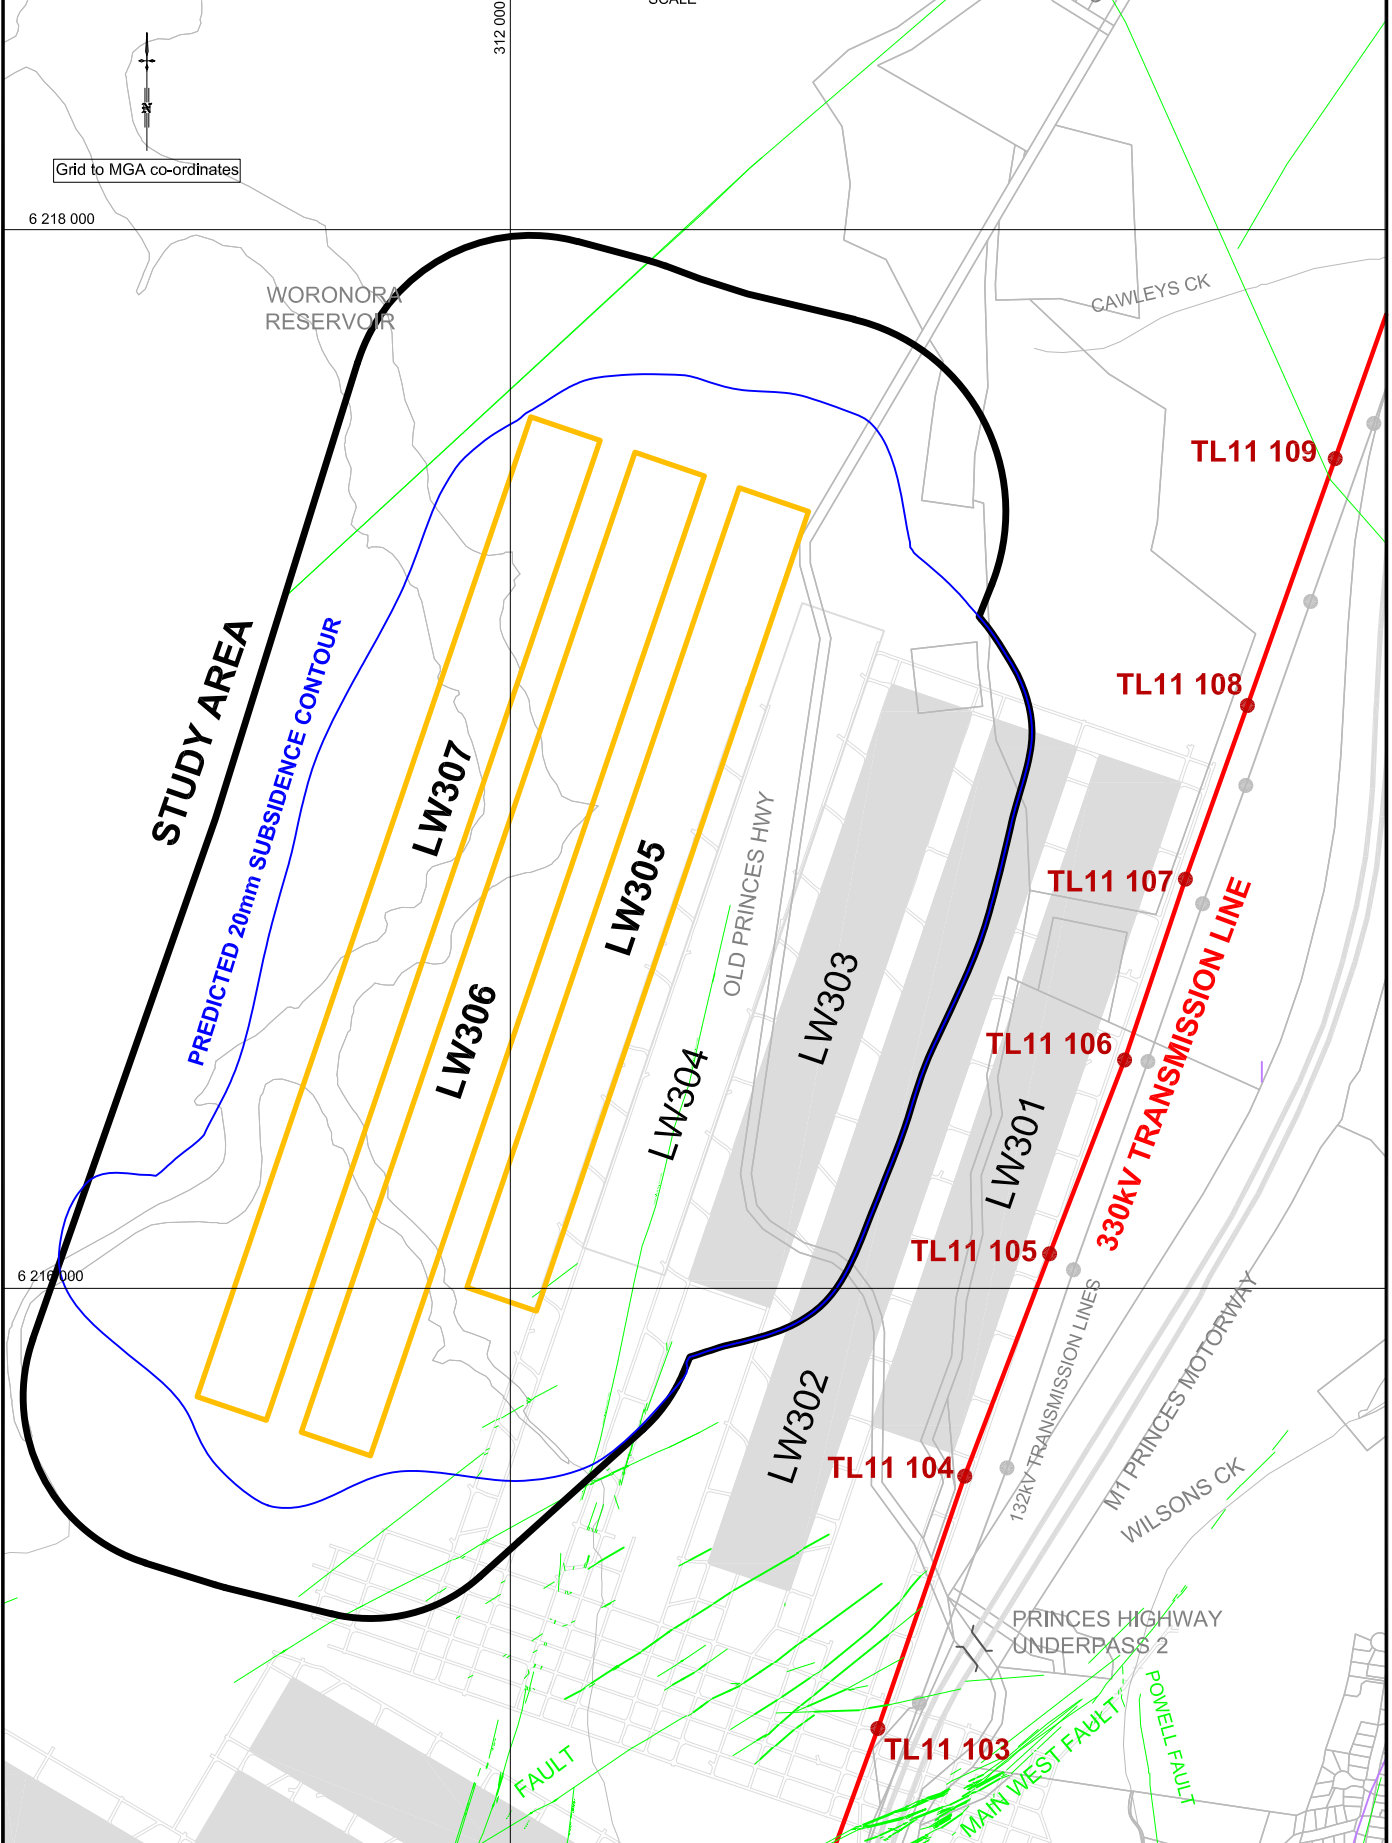 SCALE
312 000
N
Grid to MGA co-ordinates
6 218 000
WORONORA
RESERVOIR
CAWLEYS CK
TL11 109
STUDY AREA
PREDICTED 20mm SUBSIDENCE CONTOUR
TL11 108
LW307
LW305
OLD PRINCES HWY
TL11 107
LW303
LW306
330kV TRANSMISSION LINE
TL11 106
LW304
LW301
TL11 105
6 216 000
132kV TRANSMISSION LINES
M1 PRINCES MOTORWAY
LW302
TL11 104
WILSONS CK
PRINCES HIGHWAY
UNDERPASS 2
POWELL FAULT
TL11 103
MAIN WEST FAULT
FAULT